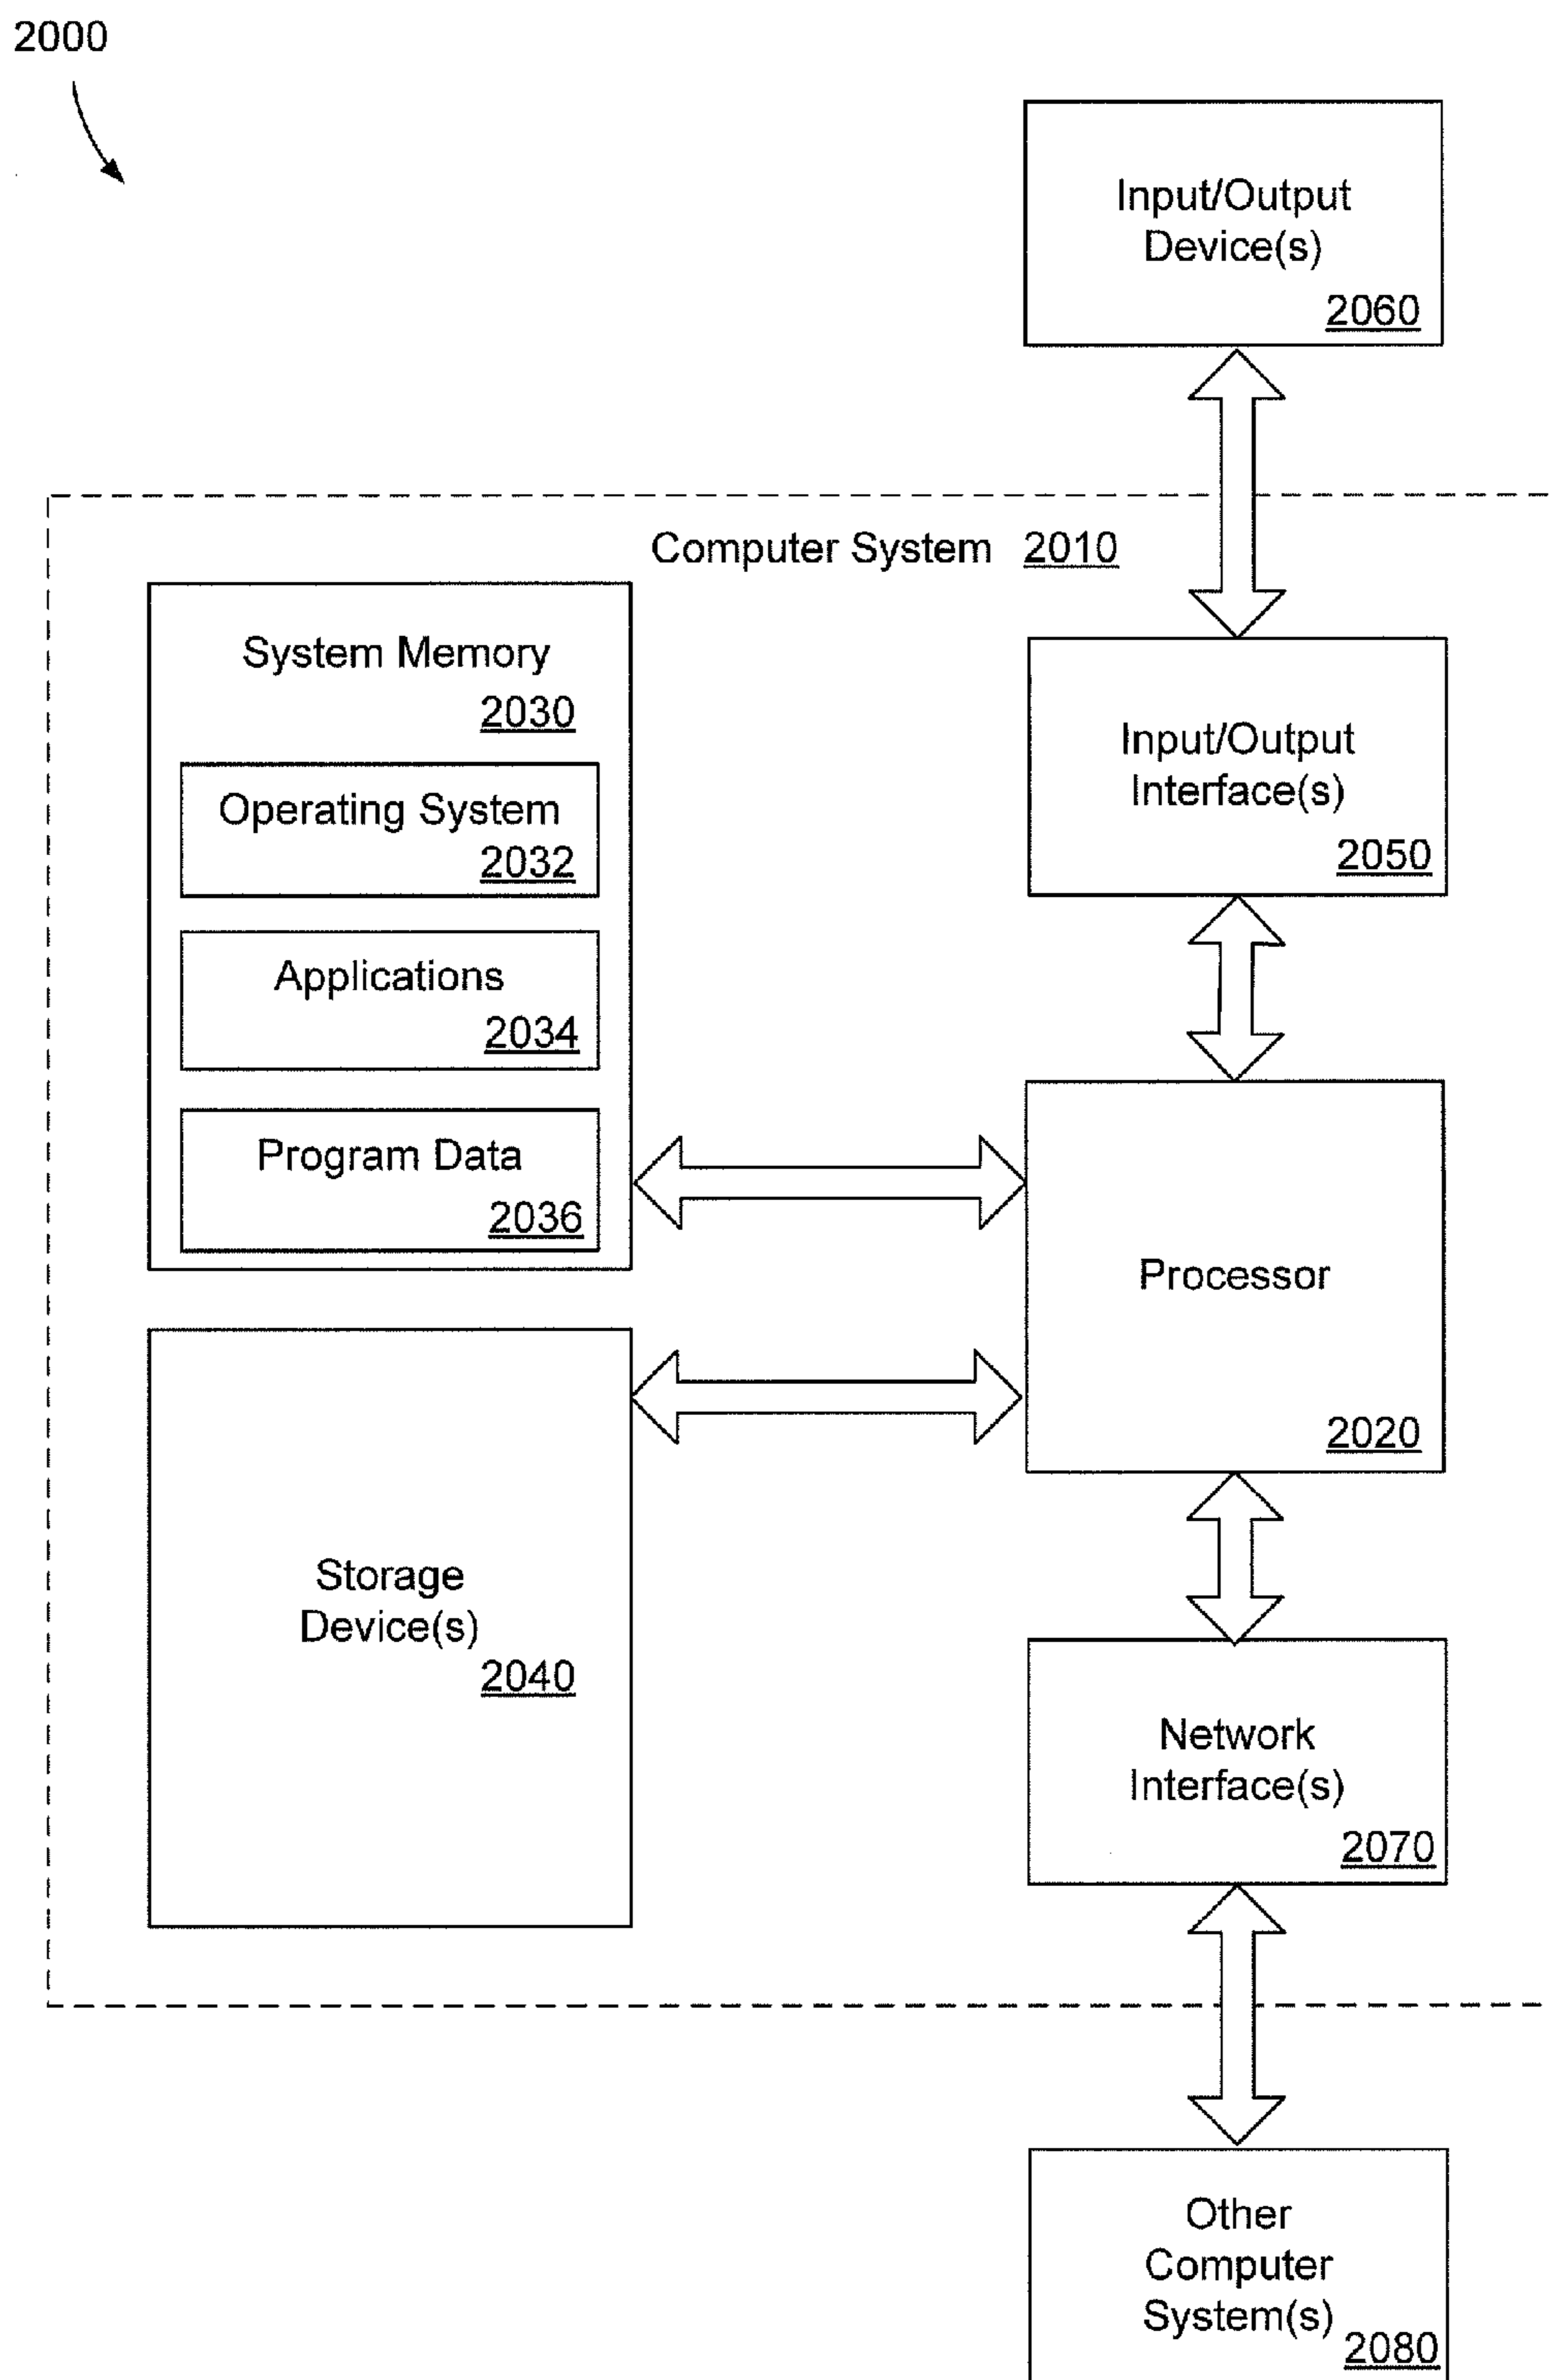 2000
Input/Output
Device(s)
2060
Computer System 2010
System Memory
2030
Operating System
2032
Applications
2034
Program Data
2036
Input/Output
Interface(s)
2050
Processor
2020
Storage
Device(s)
2040
Network
Interface(s)
2070
Other
Computer
System(s)
2080